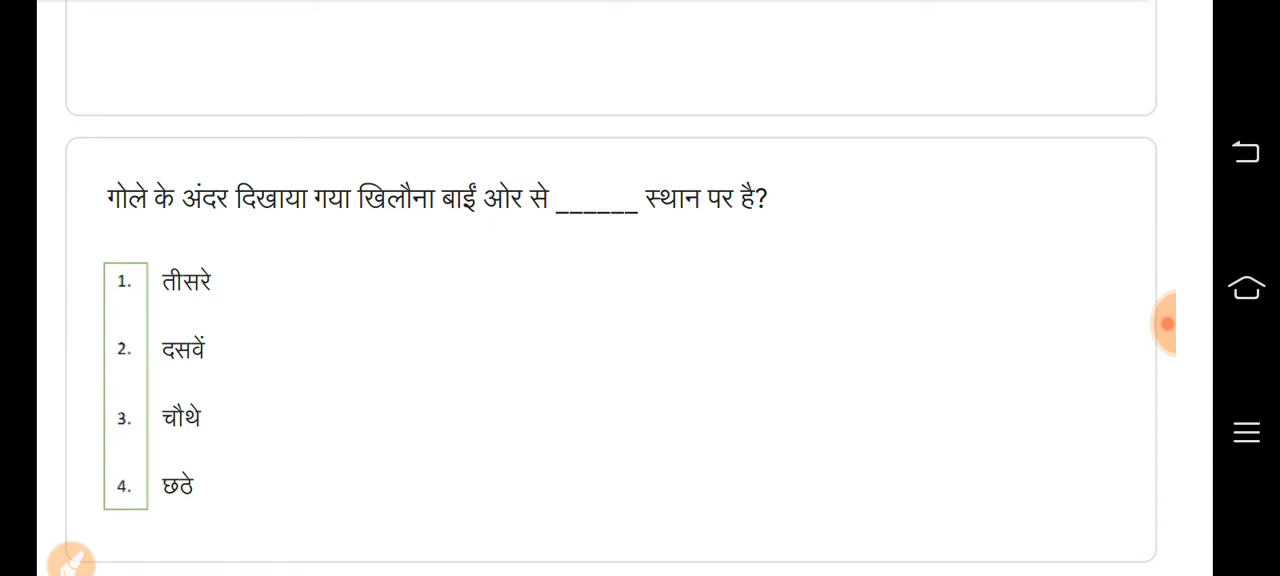 गोले के अंदर दिखाया गया खिलौना बाईं ओर से ______ स्थान पर है?
1. तीसरे
2. दसवें
3. चौथे
4. छठे